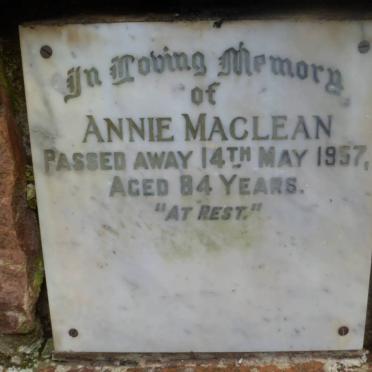 In Loving Memory
of
ANNIE MACLEAN
PASSED AWAY 14TH MAY 1957,
AGED 84 YEARS.
"AT REST."